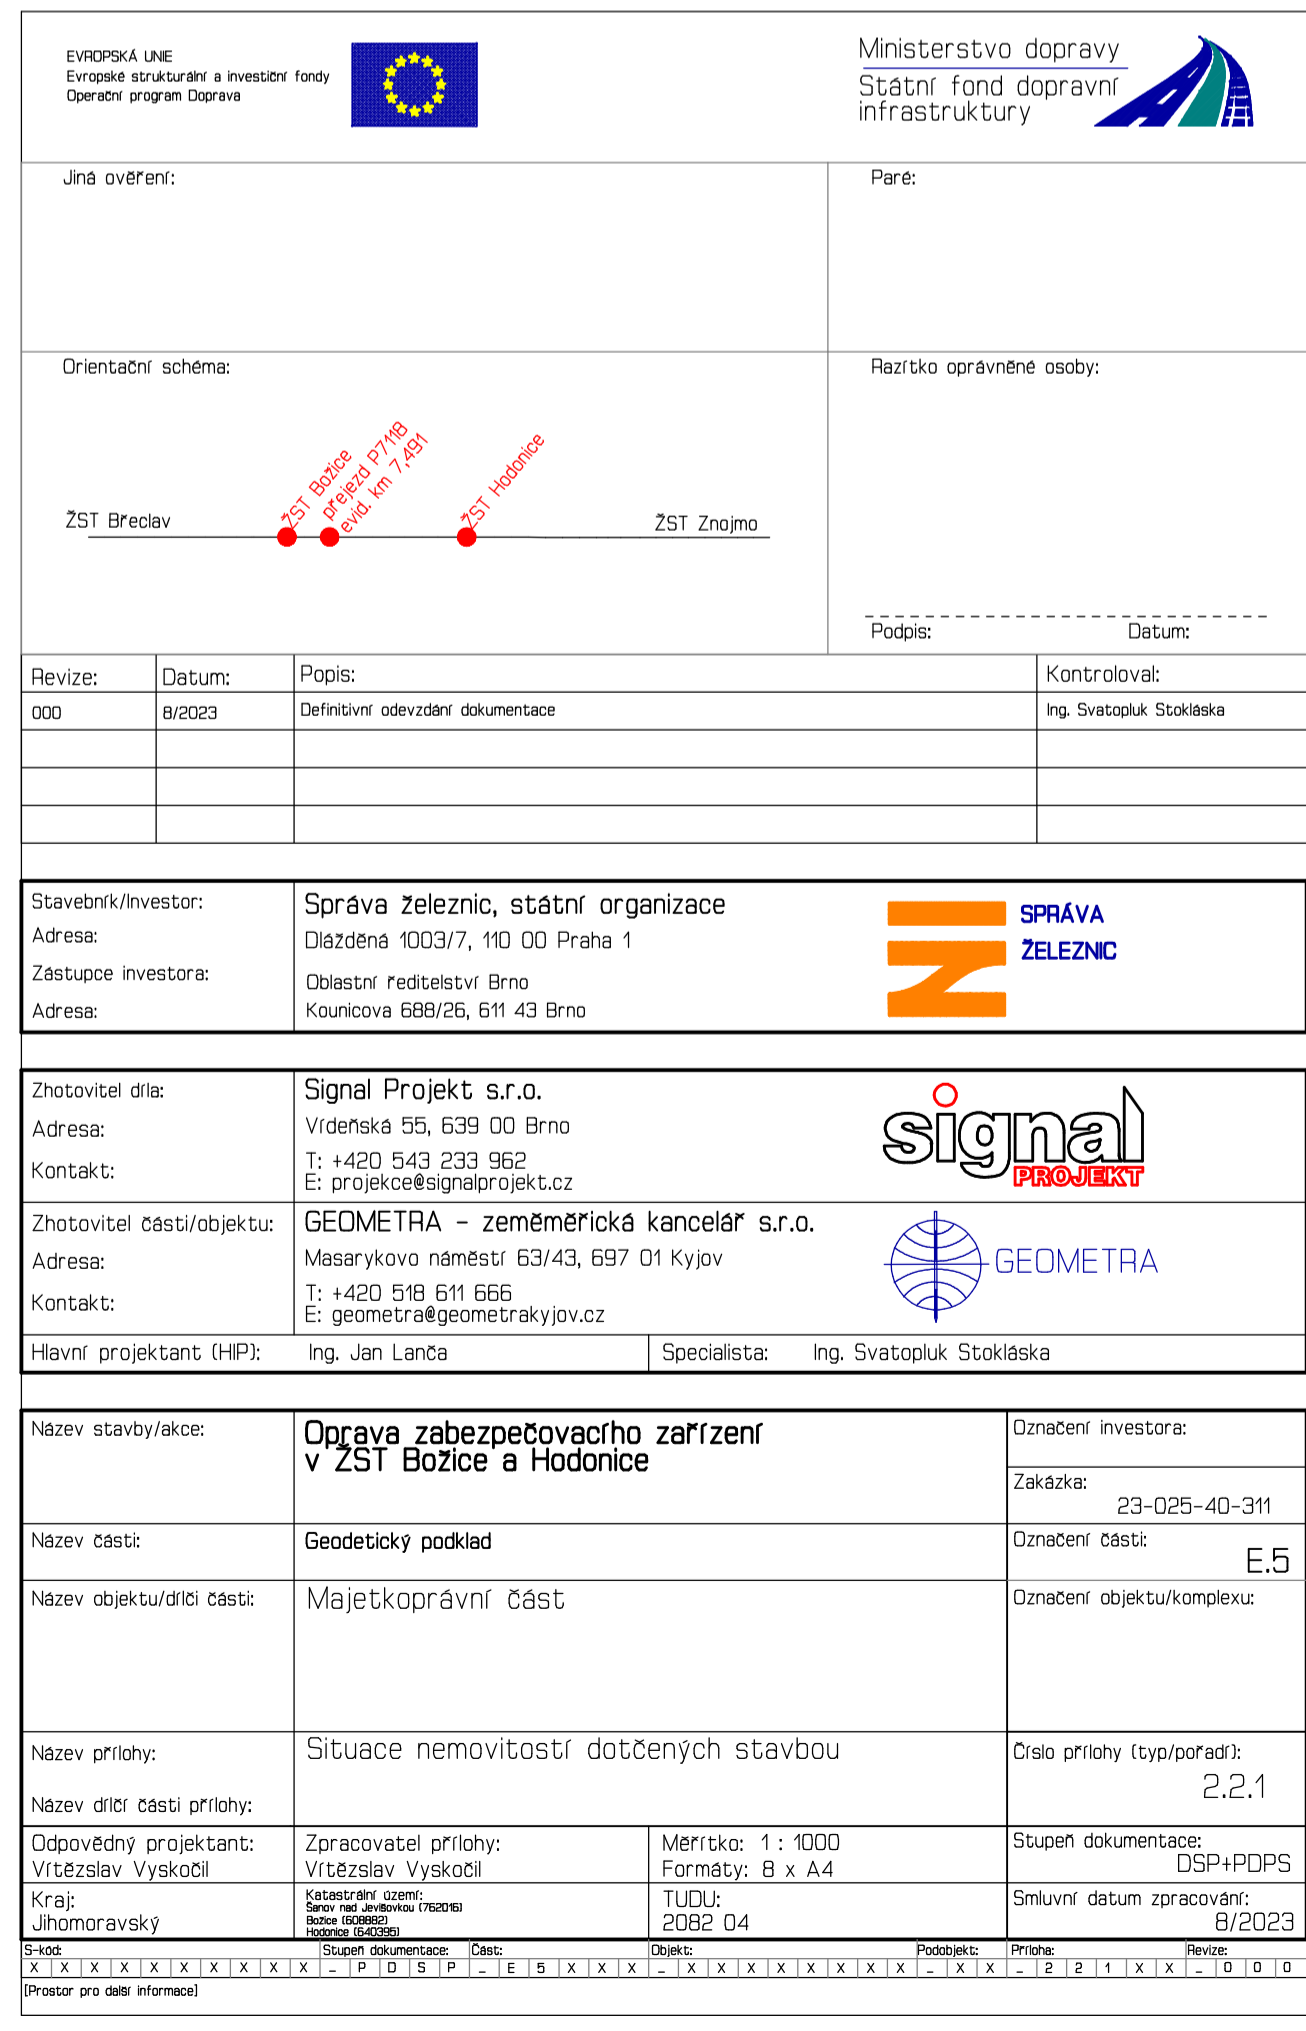 EVROPSKÁ UNIE
Evropské strukturální a investiční fondy
Operační program Doprava
Ministerstvo dopravy
Státní fond dopravní
infrastruktury
Jiná ověření:
Paré:
Orientační schéma:
Razítko oprávněné osoby:
ŽST Břeclav
ŽST Božice
přejezd P7118
evid. km 7,491
ŽST Hodonice
ŽST Znojmo
Podpis: Datum:
Revize: Datum: Popis: Kontroloval:
000 8/2023 Definitivní odevzdání dokumentace Ing. Svatopluk Stokláska
Stavebník/Investor: Správa železnic, státní organizace
Adresa: Dlážděná 1003/7, 110 00 Praha 1
Zástupce investora: Oblastní ředitelství Brno
Adresa: Kounicova 688/26, 611 43 Brno
SPRÁVA
ŽELEZNIC
Zhotovitel díla: Signal Projekt s.r.o.
Adresa: Vídeňská 55, 639 00 Brno
Kontakt: T: +420 543 233 962
E: projekce@signalprojekt.cz
signal
PROJEKT
Zhotovitel části/objektu: GEOMETRA - zeměměřická kancelář s.r.o.
Adresa: Masarykovo náměstí 63/43, 697 01 Kyjov
Kontakt: T: +420 518 611 666
E: geometra@geometrakyjov.cz
GEOMETRA
Hlavní projektant (HIP): Ing. Jan Lanča Specialista: Ing. Svatopluk Stokláska
Název stavby/akce: Oprava zabezpečovacího zařízení
v ŽST Božice a Hodonice
Označení investora:
Zakázka:
23-025-40-311
Název části: Geodetický podklad
Označení části:
E.5
Název objektu/dílči části: Majetkoprávní část
Označení objektu/komplexu:
Název přílohy: Situace nemovitostí dotčených stavbou
Číslo přílohy (typ/pořadí):
2.2.1
Název dílčí části přílohy:
Odpovědný projektant: Zpracovatel přílohy: Měřítko: 1 : 1000 Stupeň dokumentace:
Vítězslav Vyskočil Vítězslav Vyskočil Formáty: 8 x A4 DSP+PDPS
Kraj:
Jihomoravský
Katastrální území:
Šanov nad Jevišovkou (762016)
Božice (608882)
Hodonice (640395)
TUDU:
2082 04
Smluvní datum zpracování:
8/2023
S-kód: Stupeň dokumentace: Část: Objekt: Podobjekt: Príloha: Revize:
X X X X X X X X X X _ P D S P _ E 5 X X X _ X X X X X X X X _ X X _ 2 2 1 X X _ 0 0 0
[Prostor pro další informace]